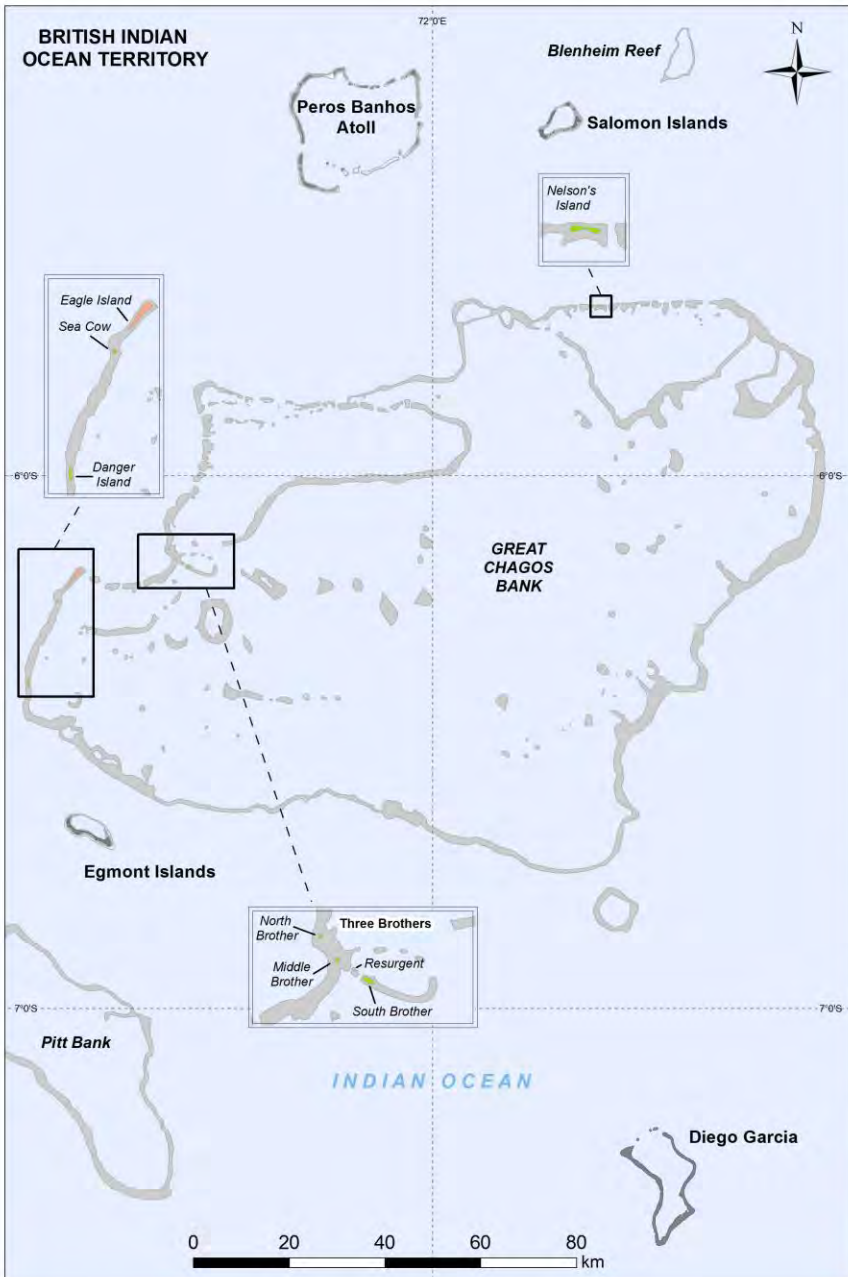 72°0'E
BRITISH INDIAN
OCEAN TERRITORY
Blenheim Reef
N
Peros Banhos
Atoll
Salomon Islands
Nelson's
Island
Eagle Island
Sea Cow
Danger
Island
6°0'S
6°0'S
GREAT
CHAGOS
BANK
Egmont Islands
North
Brother
Three Brothers
Middle
Brother
Resurgent
South Brother
7°0'S
7°0'S
Pitt Bank
INDIAN OCEAN
Diego Garcia
0 20 40 60 80
km